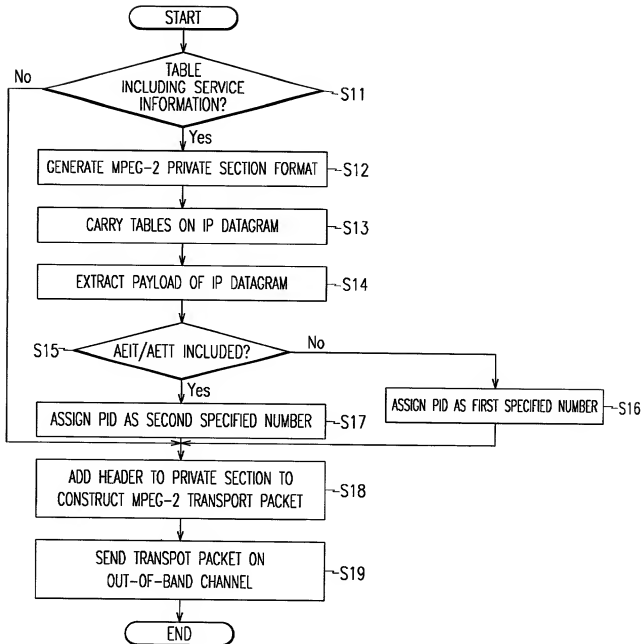 START
TABLE
INCLUDING SERVICE
INFORMATION?
S11
No
Yes
GENERATE MPEG-2 PRIVATE SECTION FORMAT
S12
CARRY TABLES ON IP DATAGRAM
S13
EXTRACT PAYLOAD OF IP DATAGRAM
S14
S15
AEIT/AETT INCLUDED?
No
Yes
ASSIGN PID AS SECOND SPECIFIED NUMBER
S17
ASSIGN PID AS FIRST SPECIFIED NUMBER
S16
ADD HEADER TO PRIVATE SECTION TO
CONSTRUCT MPEG-2 TRANSPORT PACKET
S18
SEND TRANSPOT PACKET ON
OUT-OF-BAND CHANNEL
S19
END